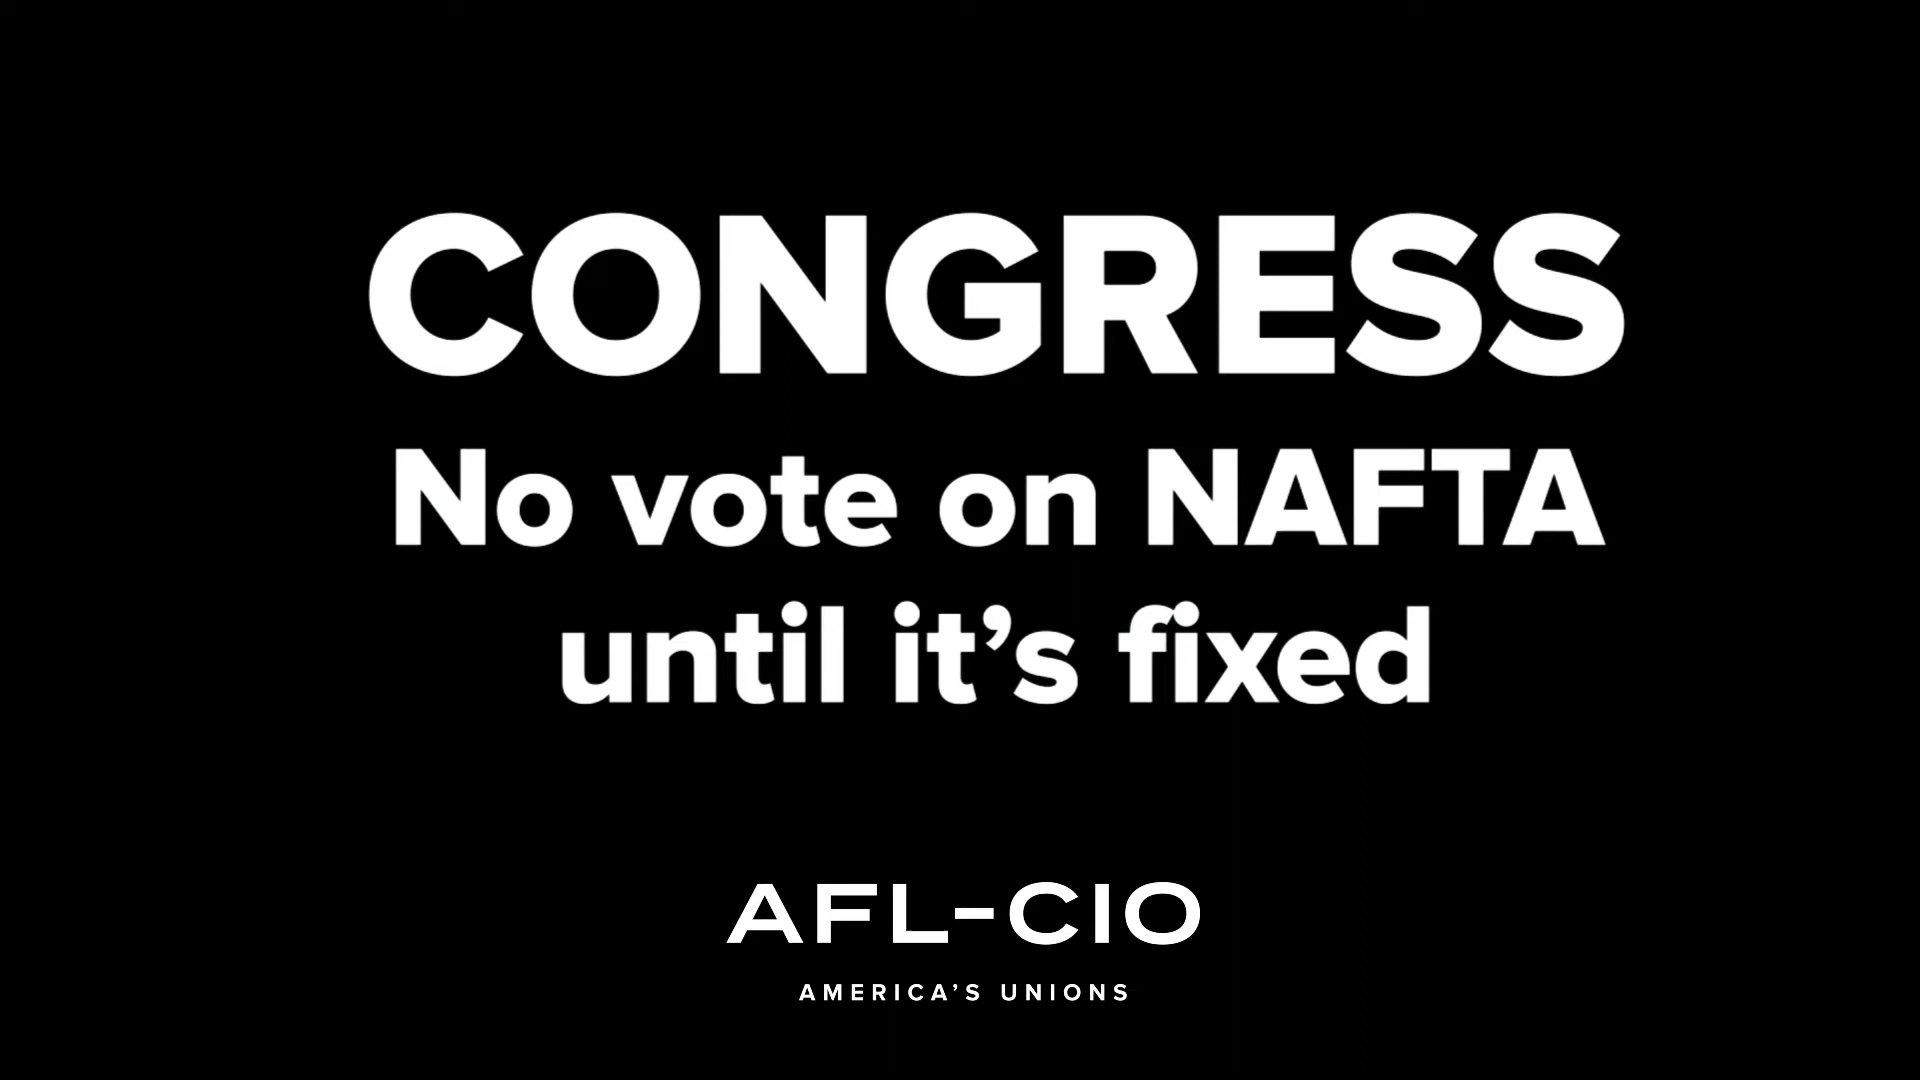 CONGRESS
No vote on NAFTA
until it’s fixed
AFL-CIO
AMERICA’S UNIONS